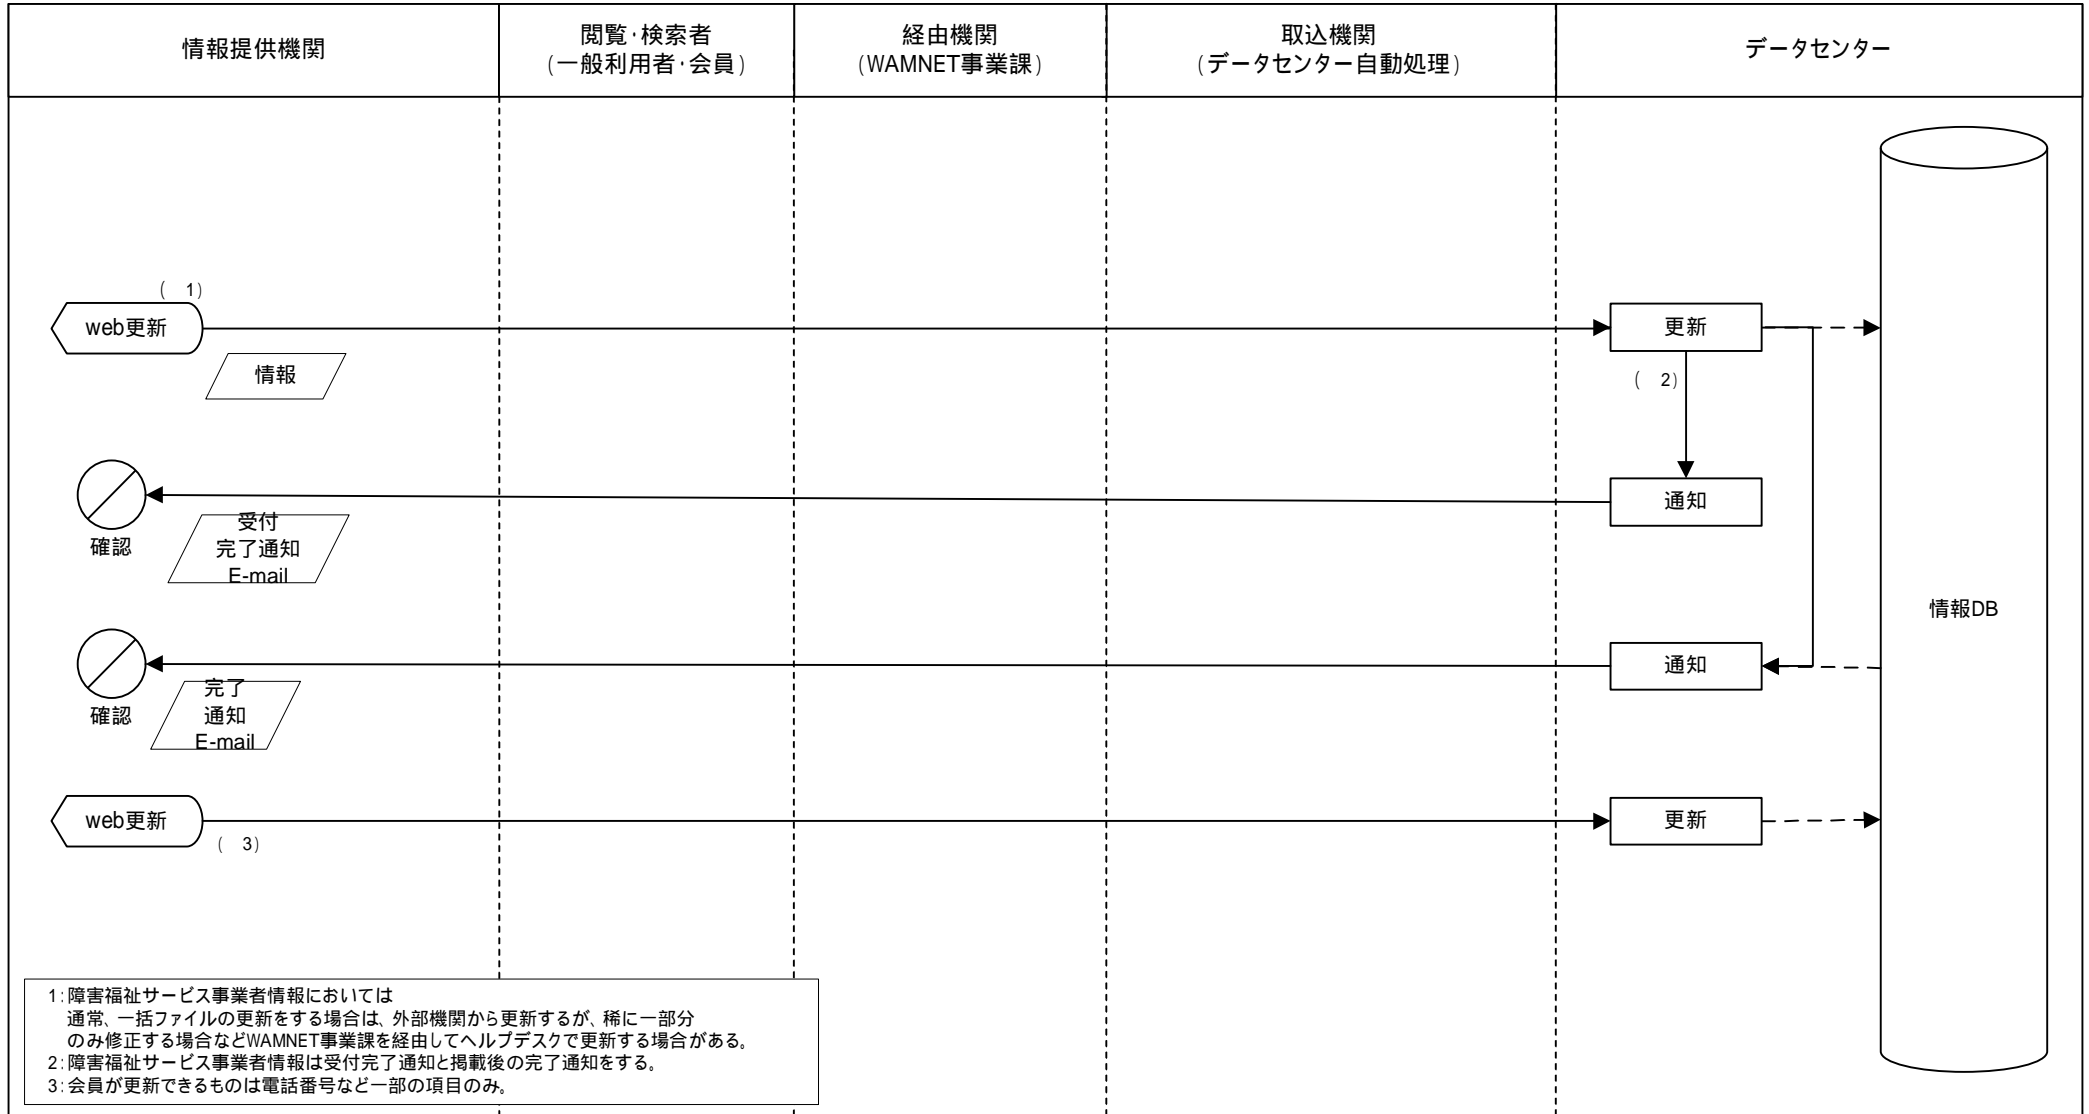 情報提供機関
閲覧・検索者
(一般利用者・会員)
経由機関
(WAMNET事業課)
取込機関
(データセンター自動処理)
データセンター
( 1)
web更新
情報
更新
( 2)
通知
確認
受付
完了通知
E-mail
情報DB
通知
確認
完了
通知
E-mail
web更新
( 3)
更新
1:障害福祉サービス事業者情報においては
通常、一括ファイルの更新をする場合は、外部機関から更新するが、稀に一部分
のみ修正する場合などWAMNET事業課を経由してヘルプデスクで更新する場合がある。
2:障害福祉サービス事業者情報は受付完了通知と掲載後の完了通知をする。
3:会員が更新できるものは電話番号など一部の項目のみ。